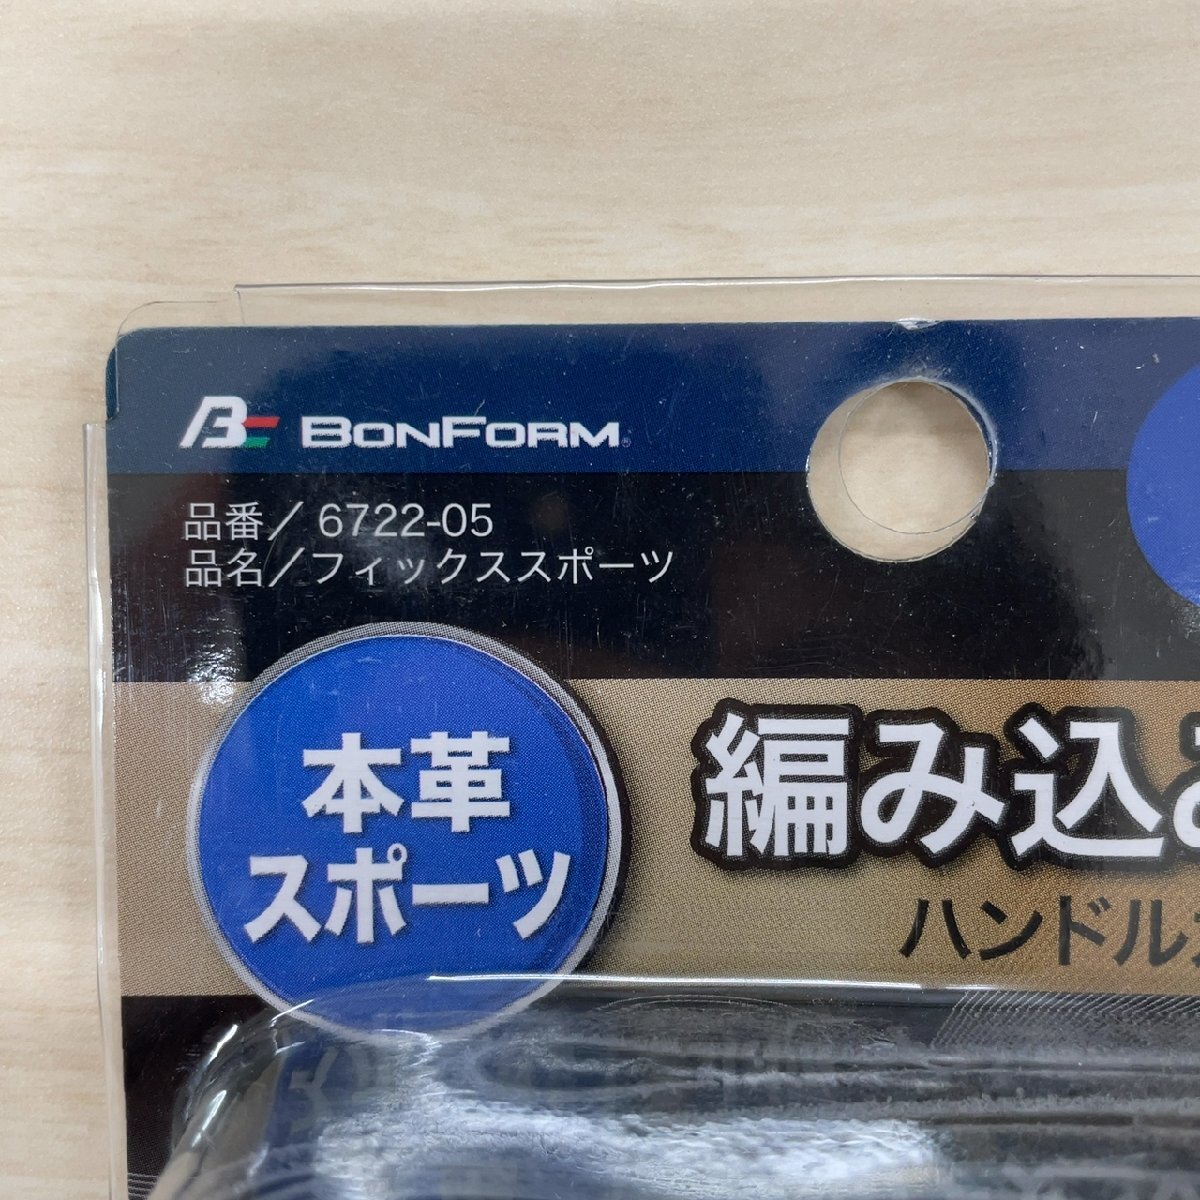 BONFORM
品番／6722-05
品名／フィックススポーツ
本革
スポーツ
編み込み
ハンドル